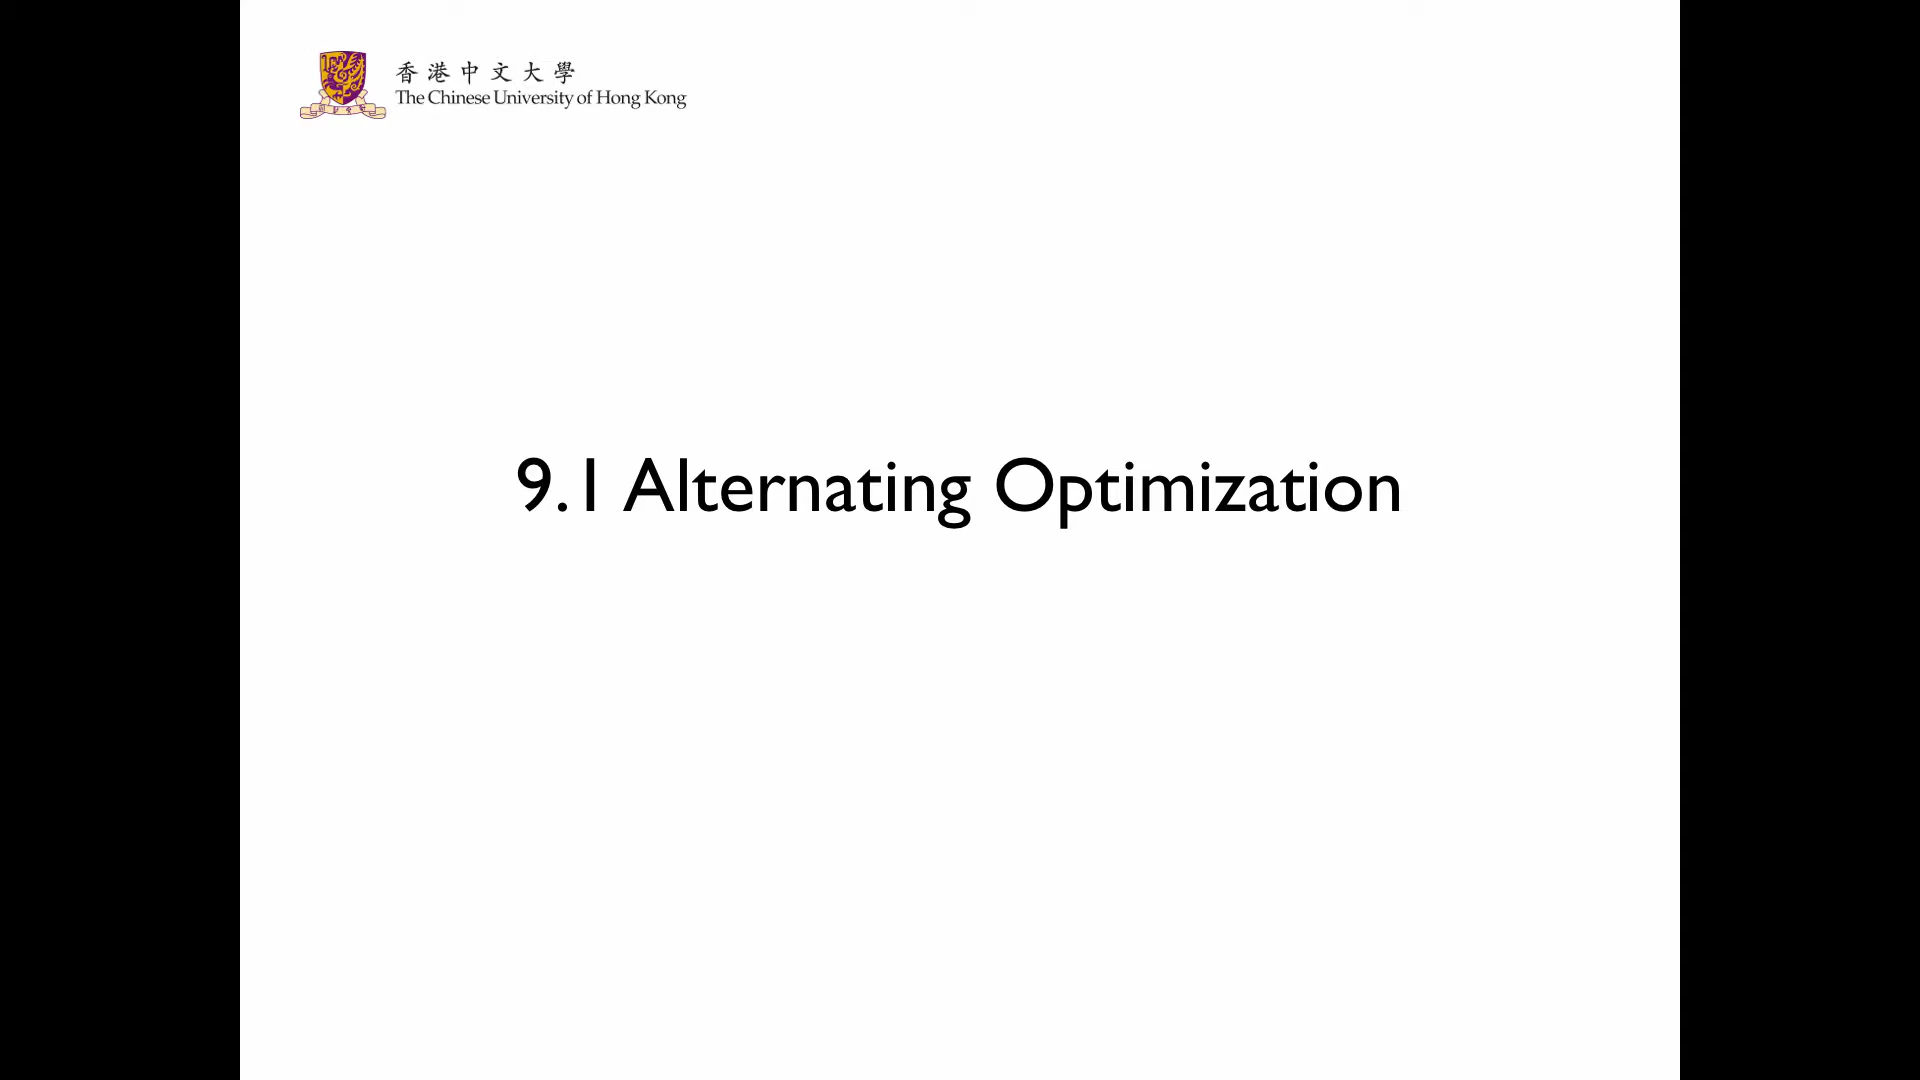 香港中文大學
The Chinese University of Hong Kong
9.1 Alternating Optimization